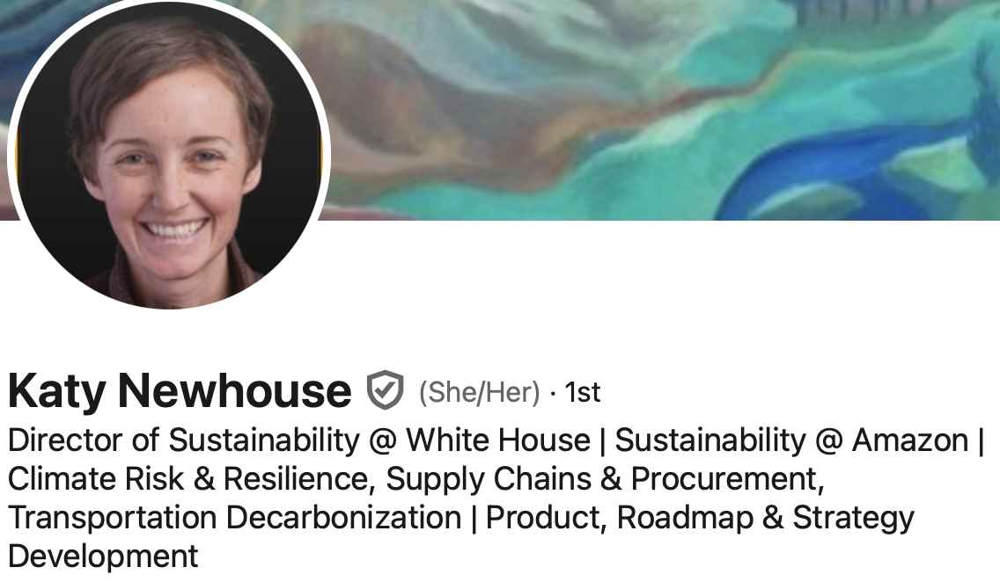 Katy Newhouse (She/Her) · 1st
Director of Sustainability @ White House | Sustainability @ Amazon |
Climate Risk & Resilience, Supply Chains & Procurement,
Transportation Decarbonization | Product, Roadmap & Strategy
Development